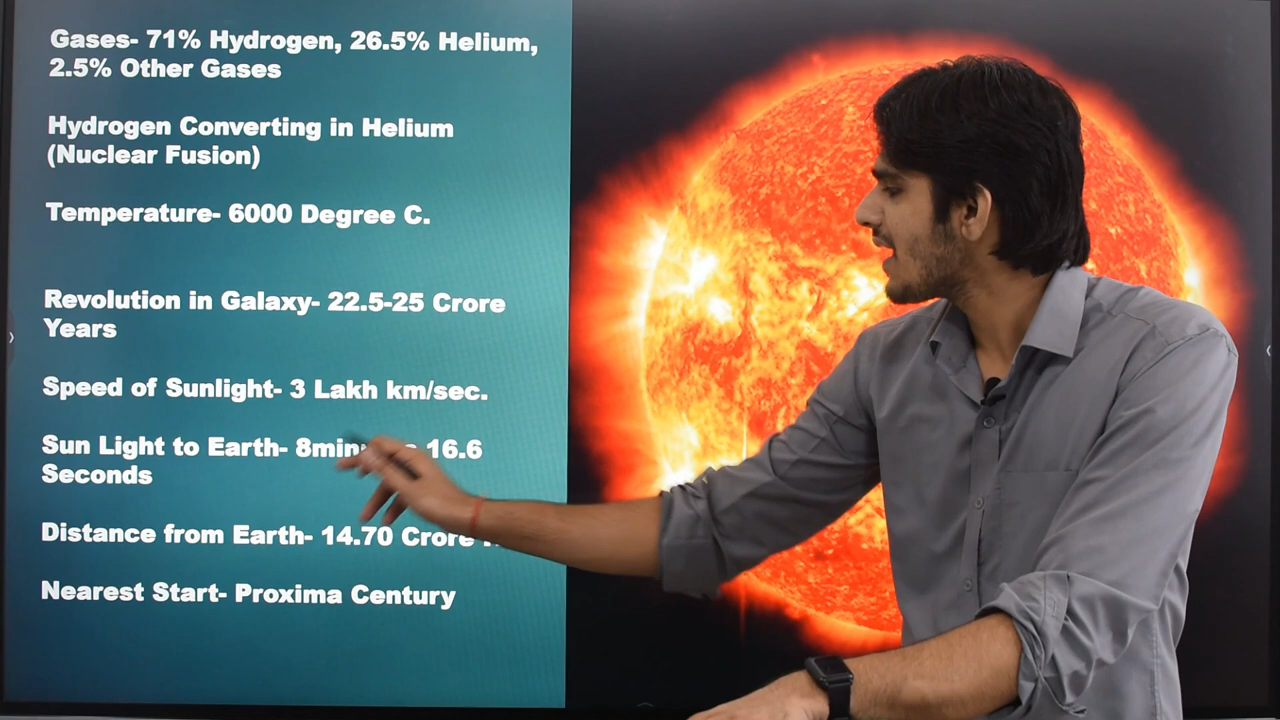 Gases- 71% Hydrogen, 26.5% Helium,
2.5% Other Gases
Hydrogen Converting in Helium
(Nuclear Fusion)
Temperature- 6000 Degree C.
Revolution in Galaxy- 22.5-25 Crore
Years
Speed of Sunlight- 3 Lakh km/sec.
Sun Light to Earth- 16.6
Seconds
Distance from Earth- 14.70 Crore
Nearest Start- Proxima Century